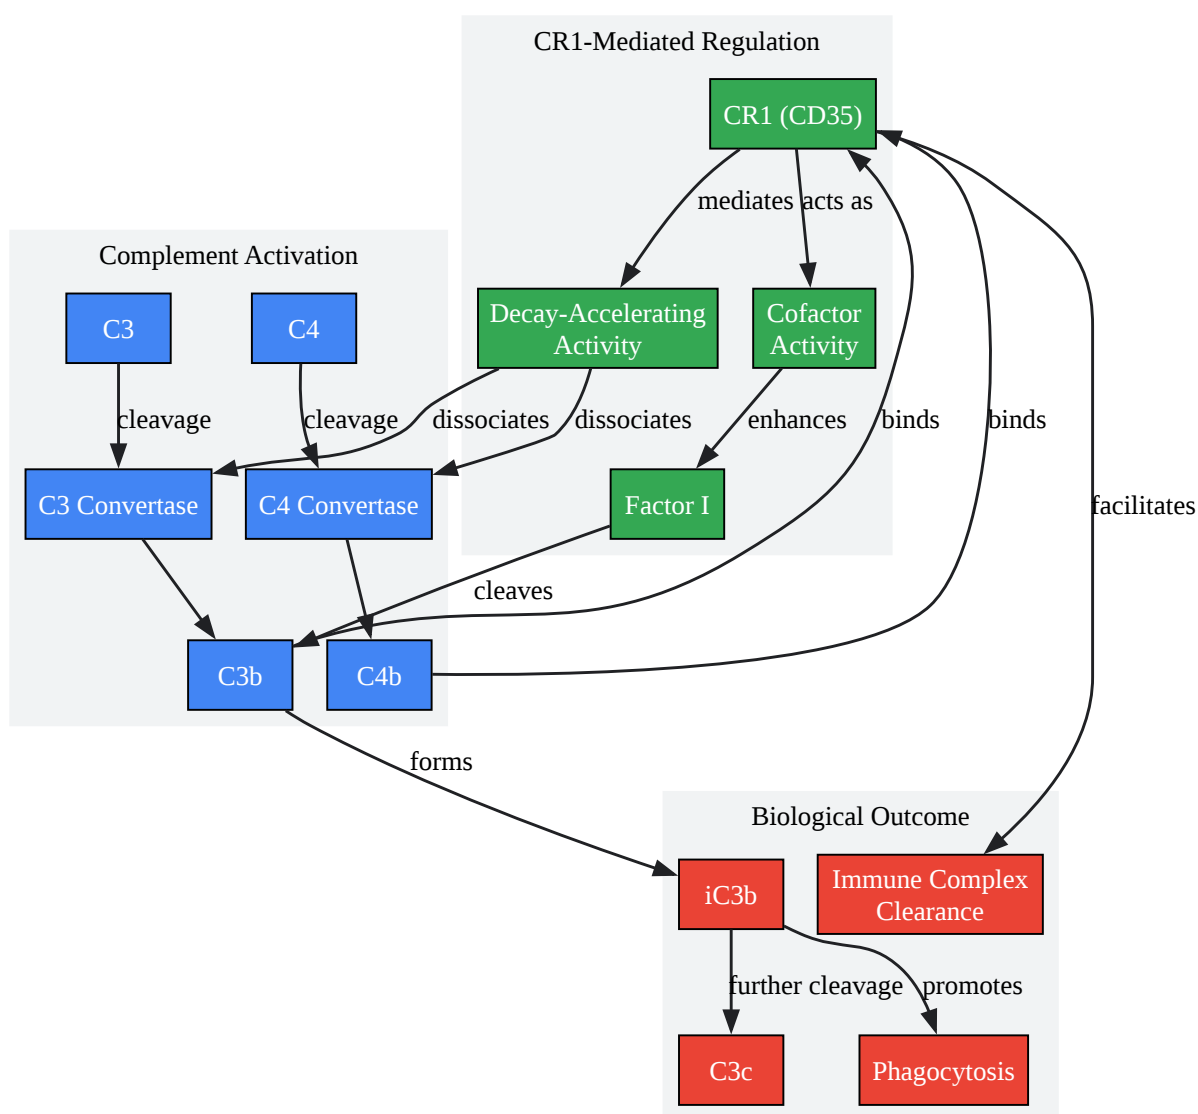 CR1-Mediated Regulation
CR1 (CD35)
mediates
acts as
Complement Activation
C3
C4
Decay-Accelerating
Activity
Cofactor
Activity
cleavage
cleavage
dissociates
dissociates
enhances
binds
binds
C3 Convertase
C4 Convertase
Factor I
facilitates
cleaves
C3b
C4b
forms
Biological Outcome
iC3b
Immune Complex
Clearance
further cleavage
promotes
C3c
Phagocytosis